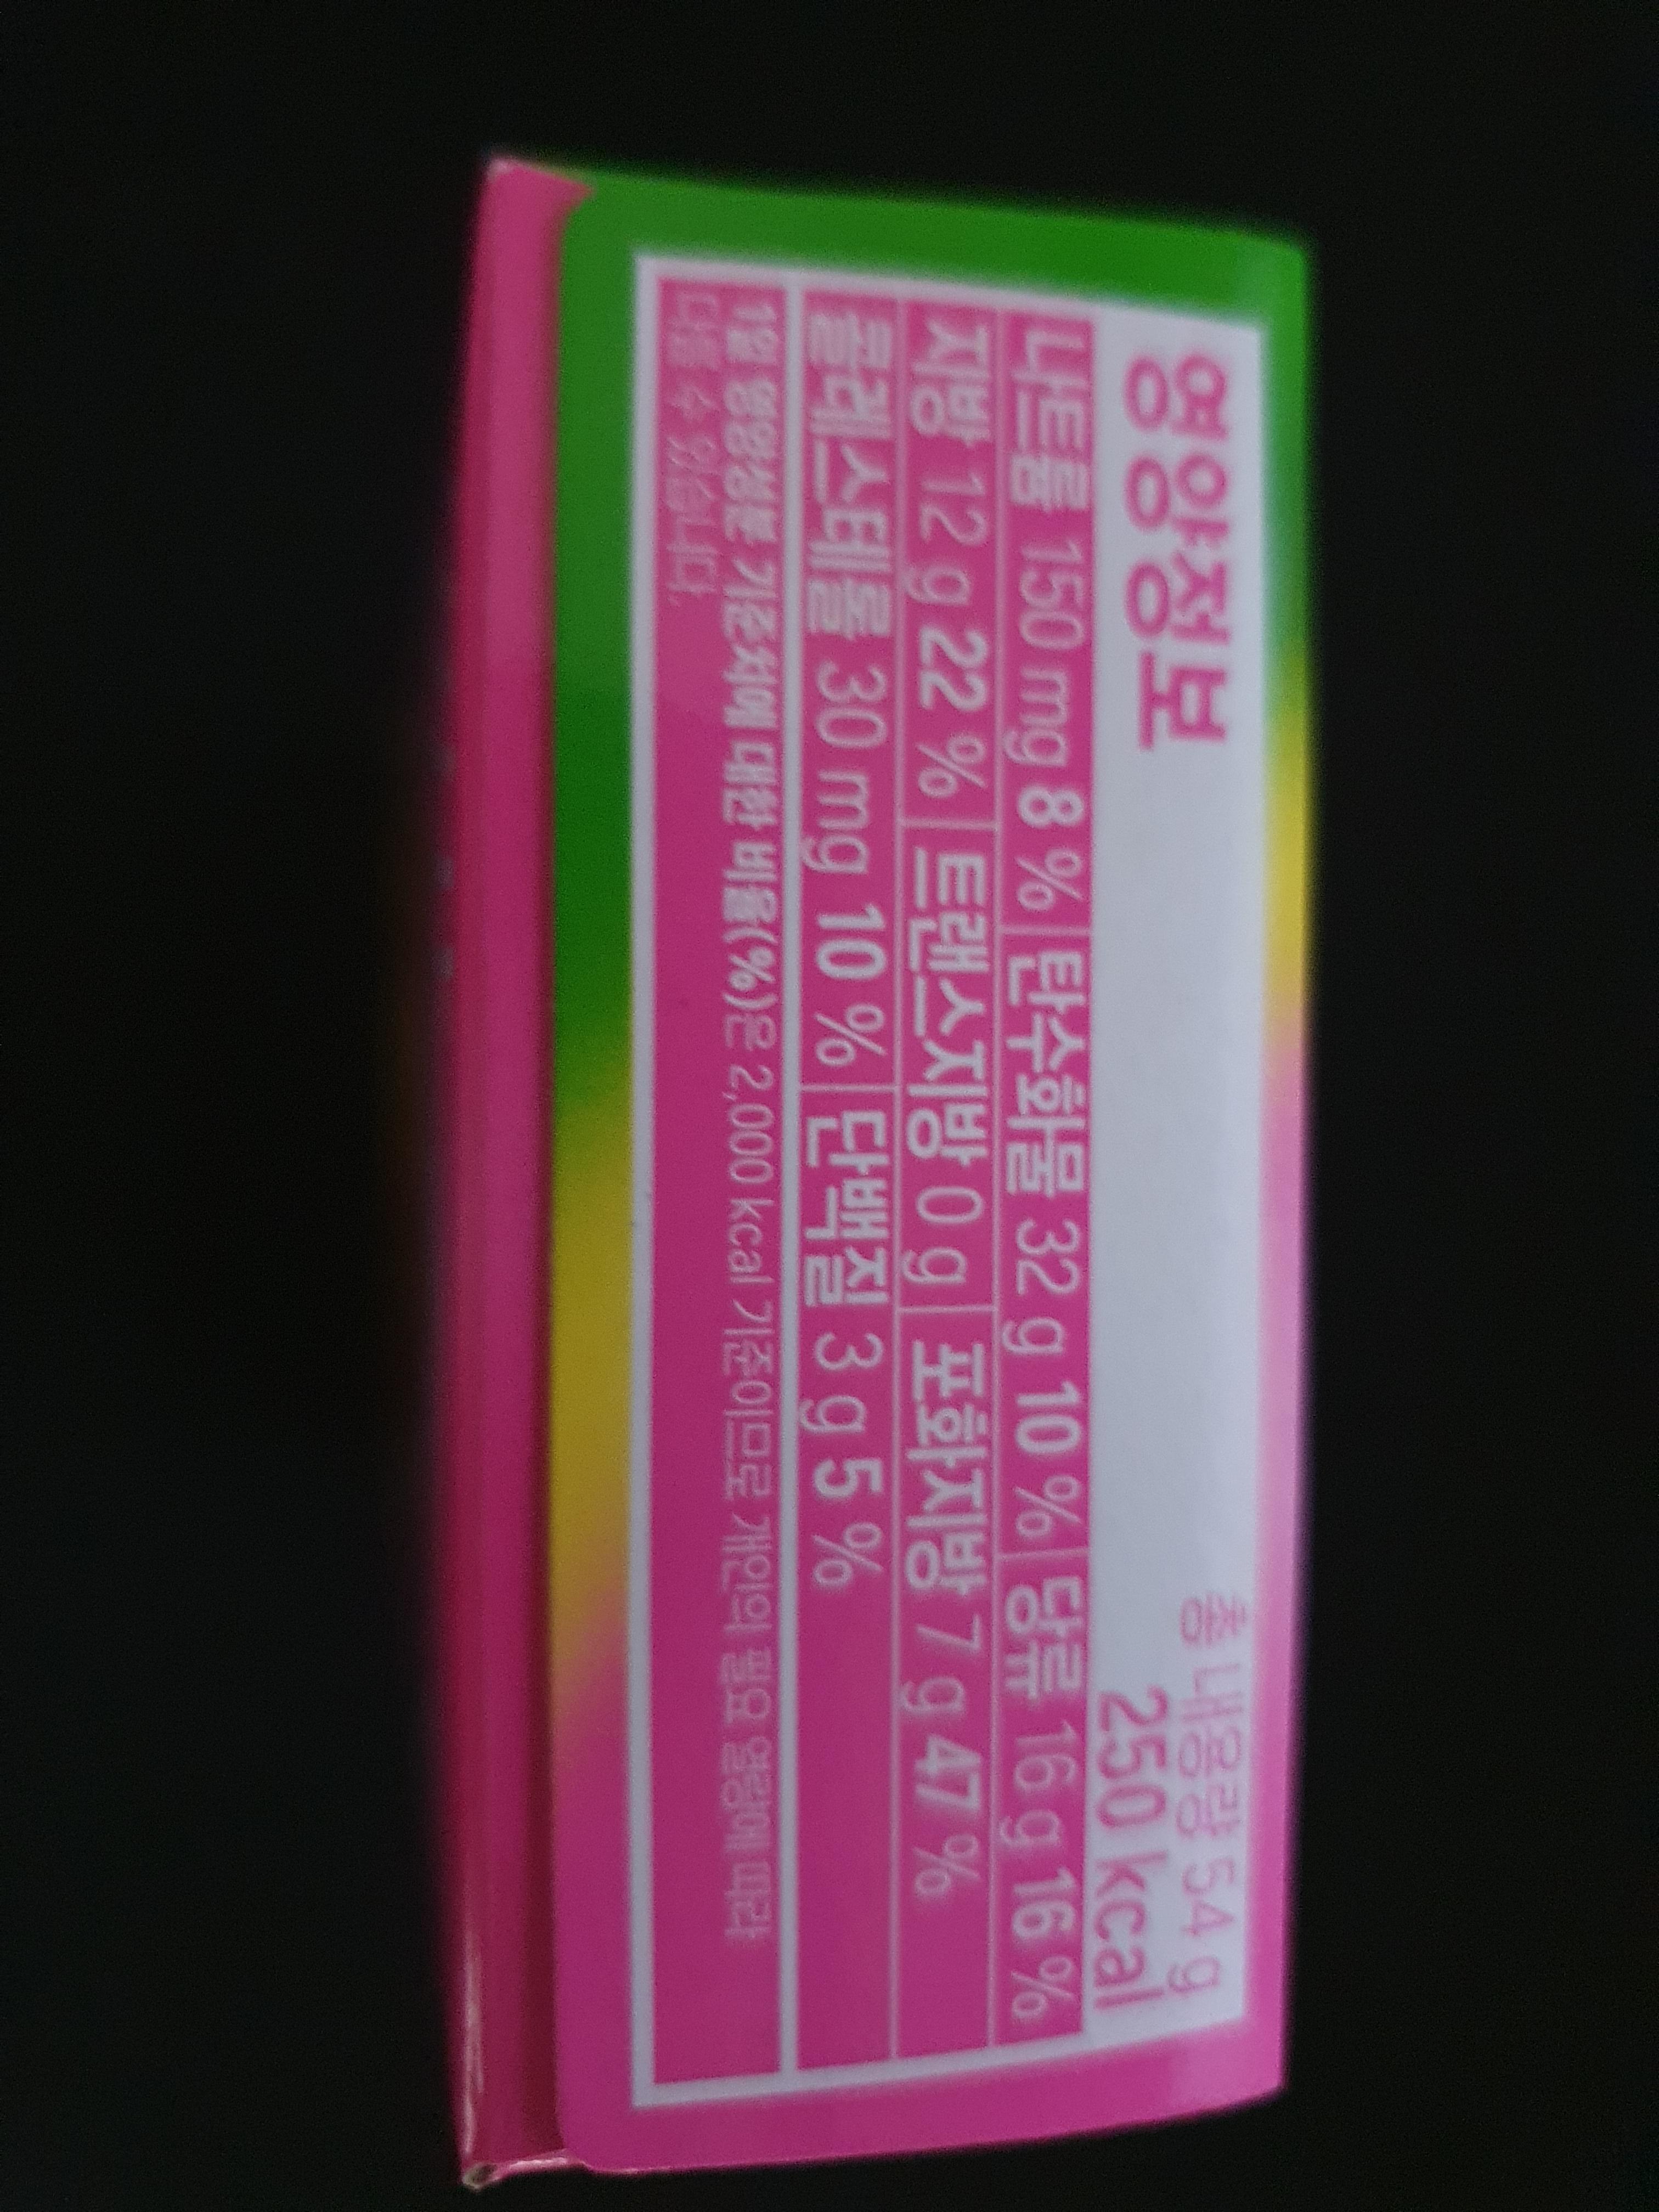 영양정보
총 내용량 54 g
250 kcal
나트륨 150 mg 8 % 탄수화물 32 g 10 % 당류 16 g 16 %
지방 12 g 22 % 트랜스지방 0 g 포화지방 7 g 47 %
콜레스테롤 30 mg 10 % 단백질 3 g 5 %
1일 영양성분 기준치에 대한 비율(%)은 2,000 kcal 기준이므로 개인의 필요 열량에 따라
다를 수 있습니다.